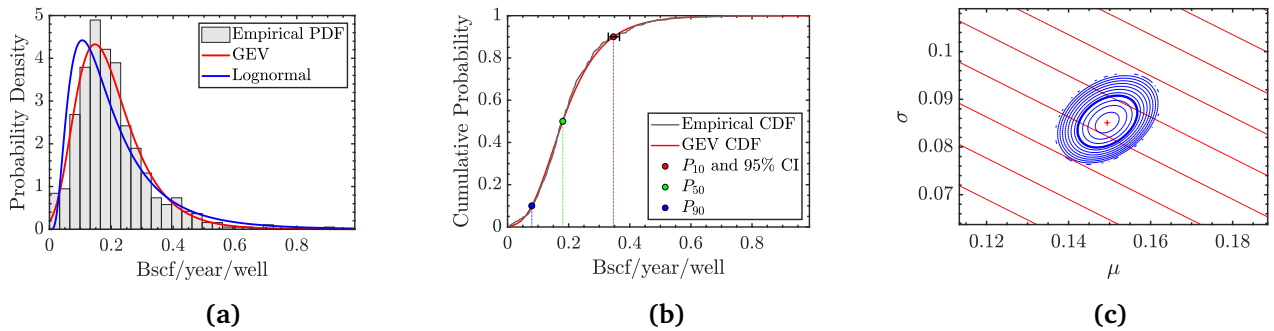 Probability Density
5
4
3
2
1
0
0
0.2
0.4
0.6
0.8
Bscf/year/well
Empirical PDF
GEV
Lognormal
(a)
Cumulative Probability
1
0.8
0.6
0.4
0.2
0
0
0.2
0.4
0.6
0.8
Bscf/year/well
Empirical CDF
GEV CDF
P10 and 95% CI
P50
P90
(b)
σ
0.1
0.09
0.08
0.07
0.12
0.14
0.16
0.18
μ
(c)